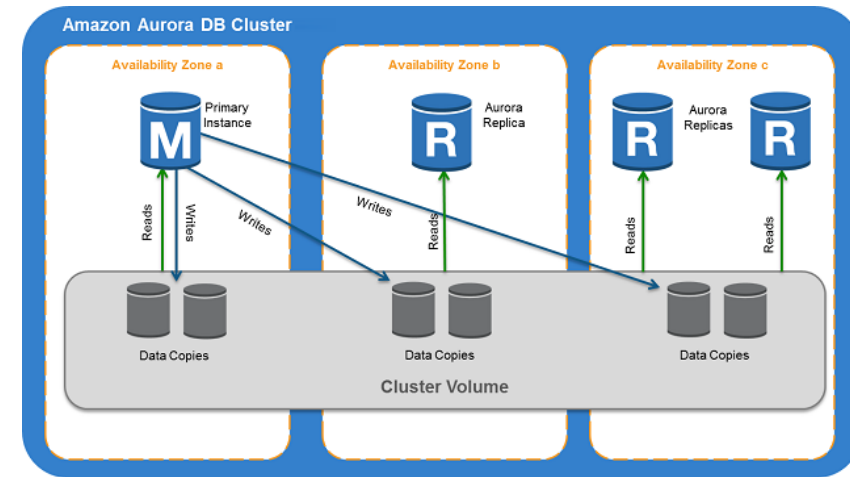 Amazon Aurora DB Cluster
Availability Zone a
Availability Zone b
Availability Zone c
M
Primary
Instance
R
Aurora
Replica
R
Aurora
Replicas
R
Reads
Writes
Writes
Writes
Reads
Reads
Reads
Data Copies
Data Copies
Data Copies
Cluster Volume